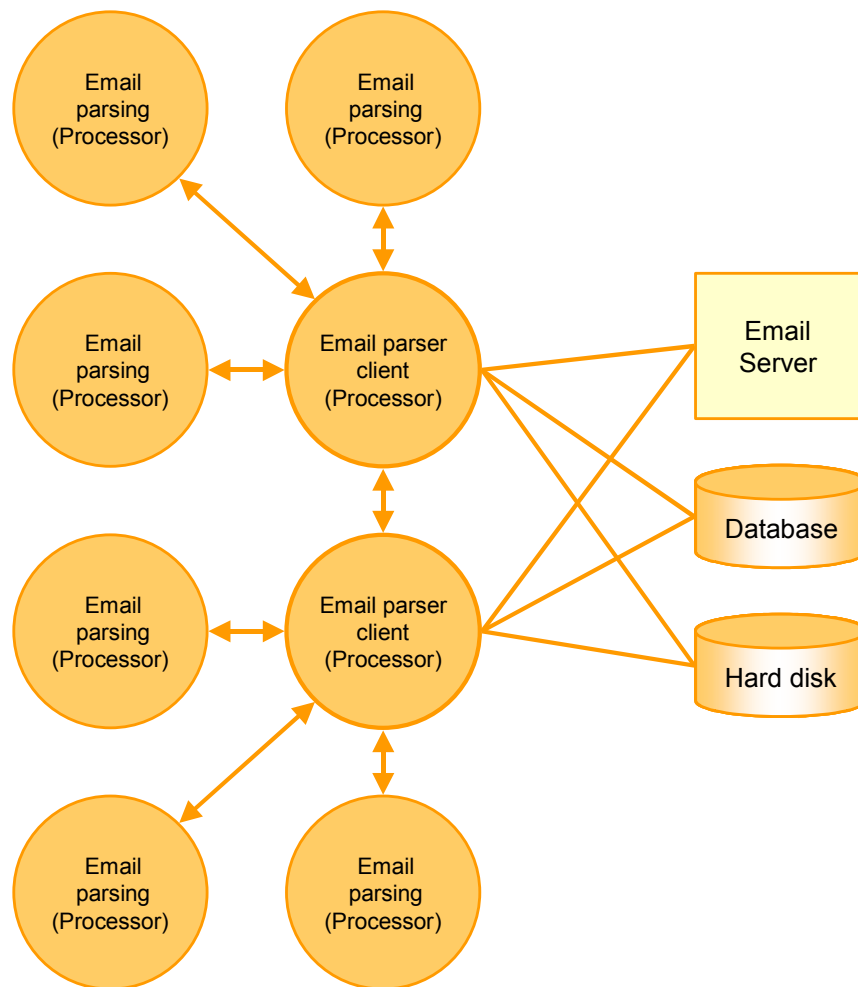 Email
parsing
(Processor)
Email
parsing
(Processor)
Email
parsing
(Processor)
Email parser
client
(Processor)
Email
Server
Database
Email
parsing
(Processor)
Email parser
client
(Processor)
Hard disk
Email
parsing
(Processor)
Email
parsing
(Processor)